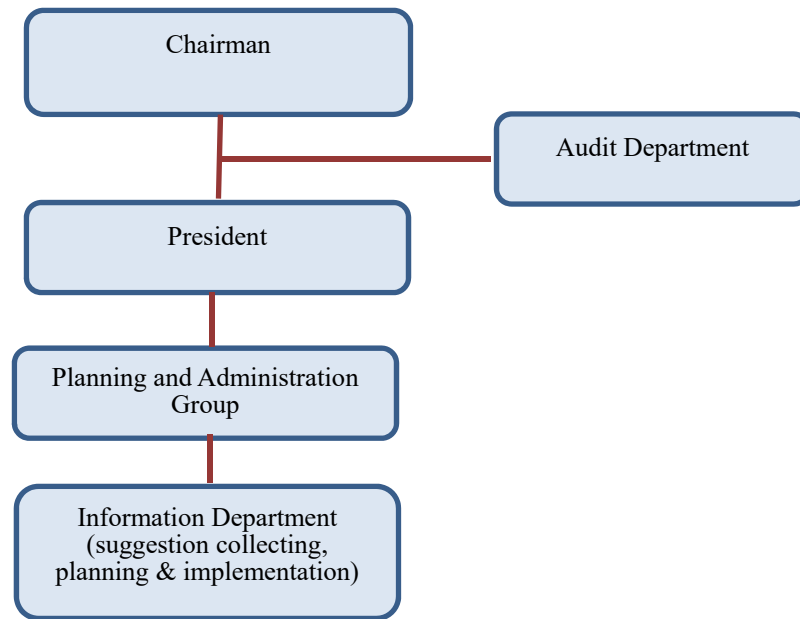 Chairman
Audit Department
President
Planning and Administration
Group
Information Department
(suggestion collecting,
planning & implementation)